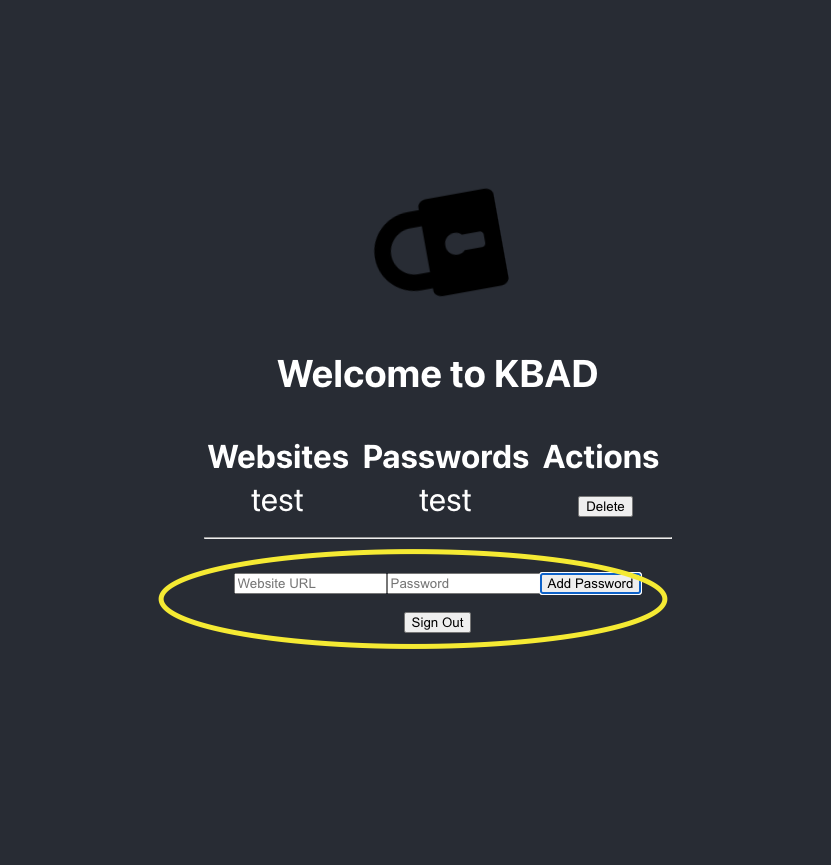 Welcome to KBAD
Websites Passwords Actions
test test Delete
Website URL Password Add Password
Sign Out